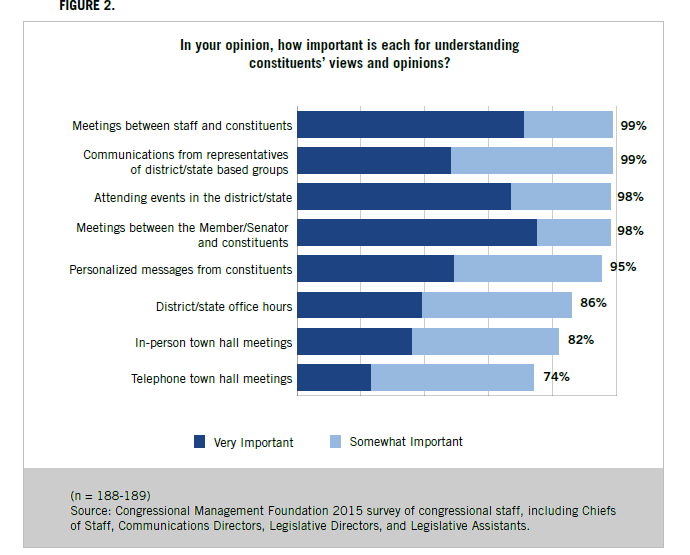 FIGURE 2.
In your opinion, how important is each for understanding
constituents’ views and opinions?
Meetings between staff and constituents 99%
Communications from representatives
of district/state based groups 99%
Attending events in the district/state 98%
Meetings between the Member/Senator
and constituents 98%
Personalized messages from constituents 95%
District/state office hours 86%
In-person town hall meetings 82%
Telephone town hall meetings 74%
Very Important Somewhat Important
(n = 188-189)
Source: Congressional Management Foundation 2015 survey of congressional staff, including Chiefs
of Staff, Communications Directors, Legislative Directors, and Legislative Assistants.